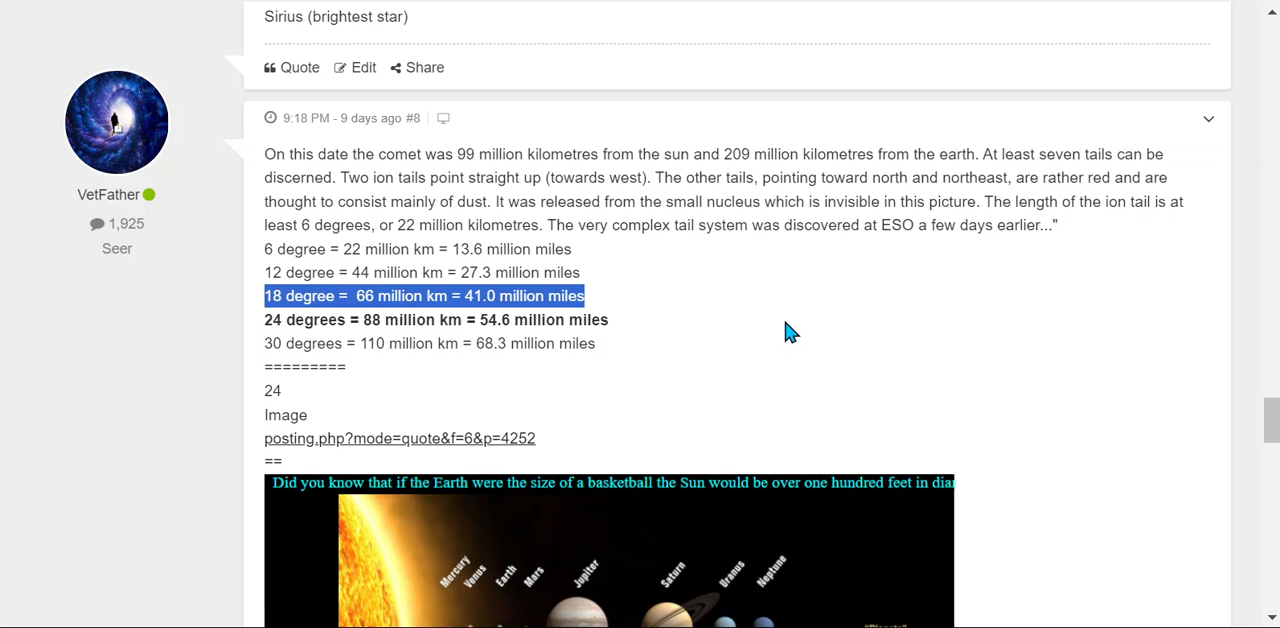 Sirius (brightest star)
Quote Edit Share
9:18 PM - 9 days ago #8
VetFather
1,925
Seer
On this date the comet was 99 million kilometres from the sun and 209 million kilometres from the earth. At least seven tails can be
discerned. Two ion tails point straight up (towards west). The other tails, pointing toward north and northeast, are rather red and are
thought to consist mainly of dust. It was released from the small nucleus which is invisible in this picture. The length of the ion tail is at
least 6 degrees, or 22 million kilometres. The very complex tail system was discovered at ESO a few days earlier..."
6 degree = 22 million km = 13.6 million miles
12 degree = 44 million km = 27.3 million miles
18 degree =  66 million km = 41.0 million miles
24 degrees = 88 million km = 54.6 million miles
30 degrees = 110 million km = 68.3 million miles
=========
24
Image
posting.php?mode=quote&f=6&p=4252
==
Did you know that if the Earth were the size of a basketball the Sun would be over one hundred feet in
Mercury
Venus
Earth
Mars
Jupiter
Saturn
Uranus
Neptune